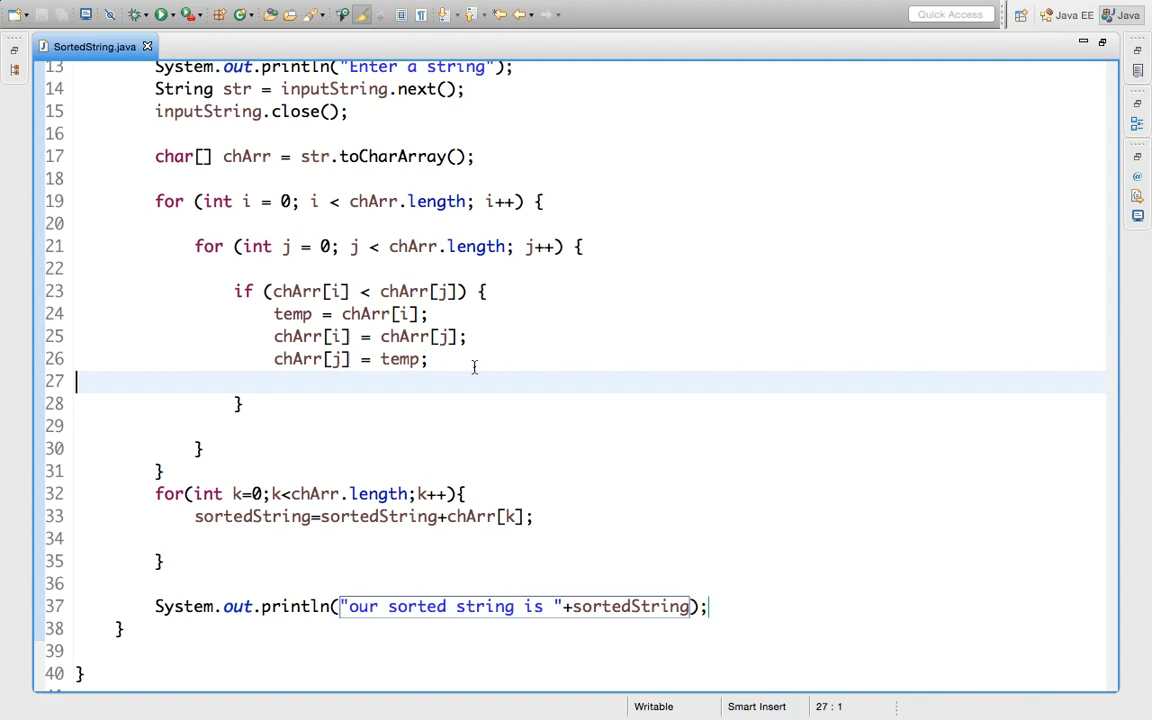 Quick Access
Java EE
Java
SortedString.java
13 System.out.println("Enter a string");
14 String str = inputString.next();
15 inputString.close();
16
17 char[] chArr = str.toCharArray();
18
19 for (int i = 0; i < chArr.length; i++) {
20
21 for (int j = 0; j < chArr.length; j++) {
22
23 if (chArr[i] < chArr[j]) {
24 temp = chArr[i];
25 chArr[i] = chArr[j];
26 chArr[j] = temp;
27
28 }
29
30 }
31 }
32 for(int k=0;k<chArr.length;k++){
33 sortedString=sortedString+chArr[k];
34
35 }
36
37 System.out.println("our sorted string is "+sortedString);
38 }
39
40 }
Writable
Smart Insert
27 : 1